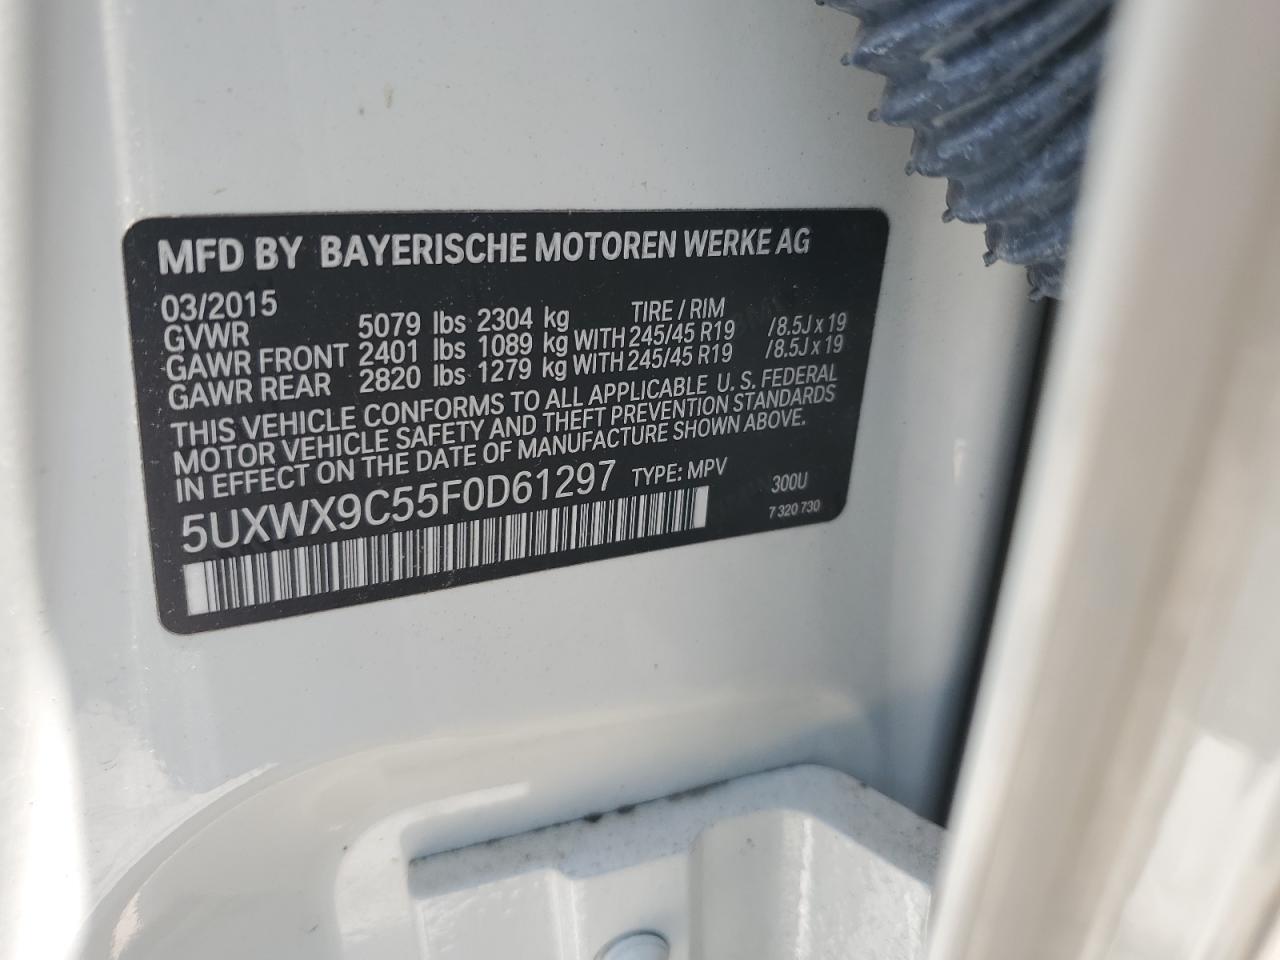 MFD BY BAYERISCHE MOTOREN WERKE AG
03/2015 TIRE / RIM
GVWR 5079 lbs 2304 kg
GAWR FRONT 2401 lbs 1089 kg WITH 245/45 R19 /8.5J x 19
GAWR REAR 2820 lbs 1279 kg WITH 245/45 R19 /8.5J x 19
THIS VEHICLE CONFORMS TO ALL APPLICABLE U. S. FEDERAL
MOTOR VEHICLE SAFETY AND THEFT PREVENTION STANDARDS
IN EFFECT ON THE DATE OF MANUFACTURE SHOWN ABOVE.
5UXWX9C55F0D61297 TYPE: MPV 300U
7 320 730